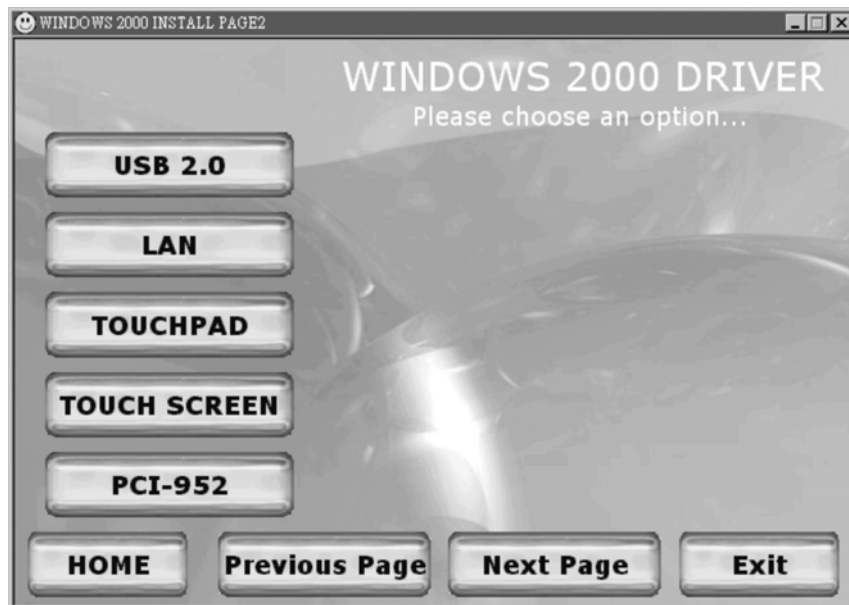 WINDOWS 2000 INSTALL PAGE2
WINDOWS 2000 DRIVER
Please choose an option...
USB 2.0
LAN
TOUCHPAD
TOUCH SCREEN
PCI-952
HOME
Previous Page
Next Page
Exit